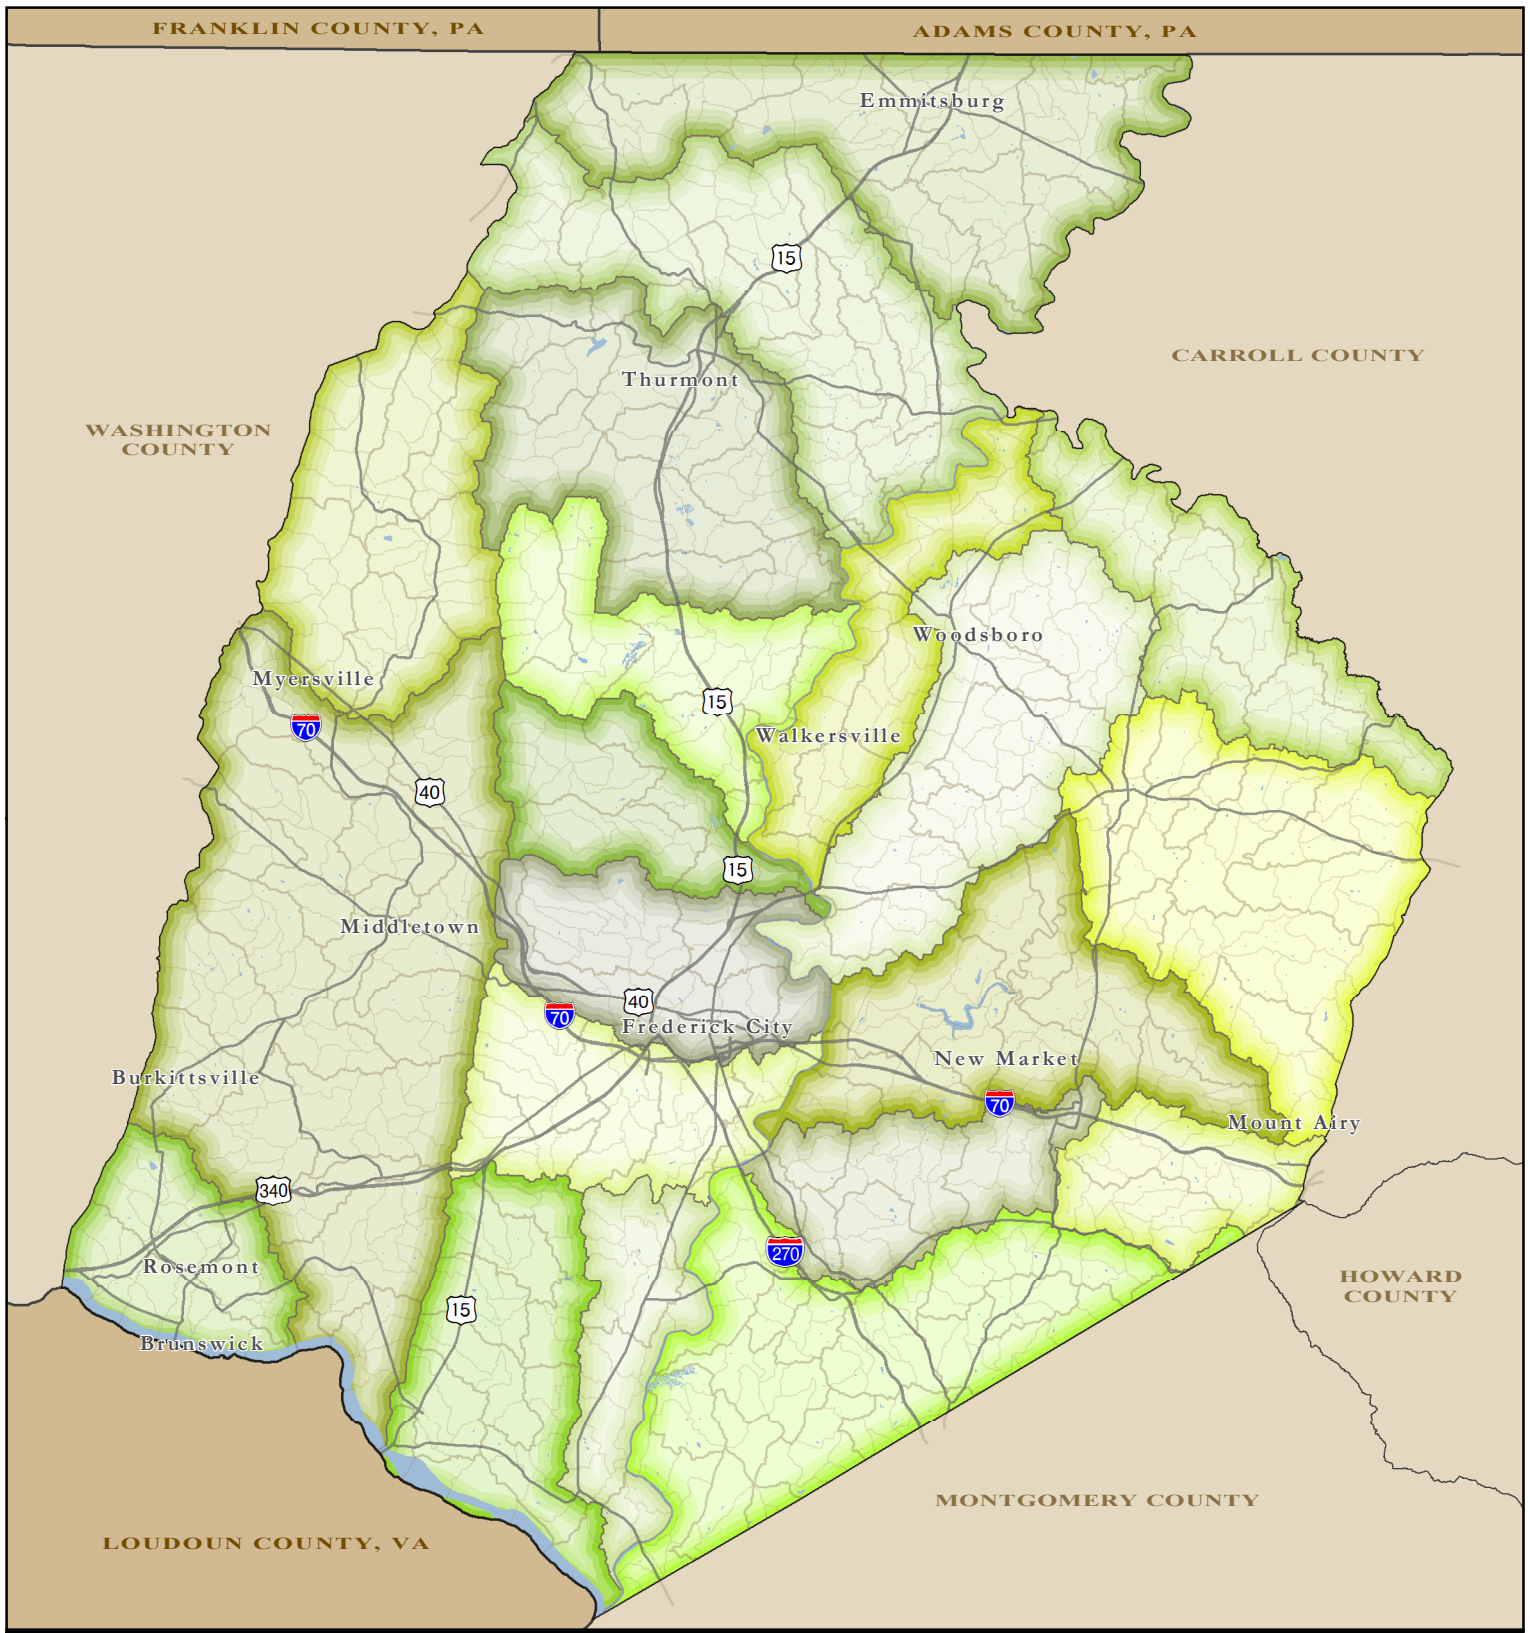 FRANKLIN COUNTY, PA
ADAMS COUNTY, PA
Emmitsburg
15
CARROLL COUNTY
Thurmont
WASHINGTON
COUNTY
Woodsboro
Myersville
15
70
Walkersville
40
15
Middletown
40
70
Frederick City
New Market
Burkittsville
70
Mount Airy
340
270
Rosemont
HOWARD
COUNTY
15
Brunswick
MONTGOMERY COUNTY
LOUDOUN COUNTY, VA